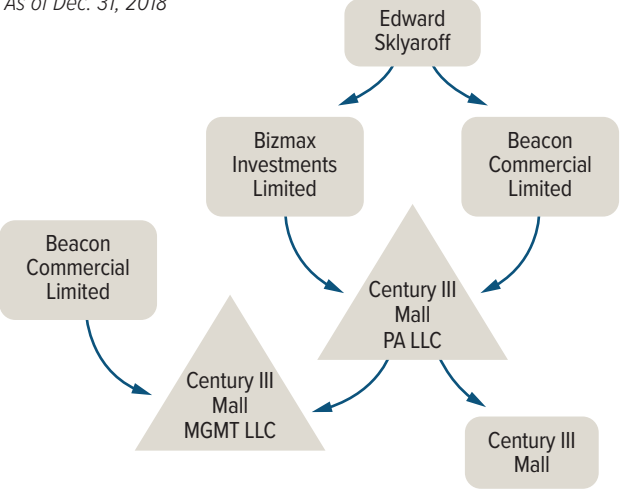 As of Dec. 31, 2018
Edward
Sklyaroff
Bizmax
Investments
Limited
Beacon
Commercial
Limited
Beacon
Commercial
Limited
Century III
Mall
PA LLC
Century III
Mall
MGMT LLC
Century III
Mall